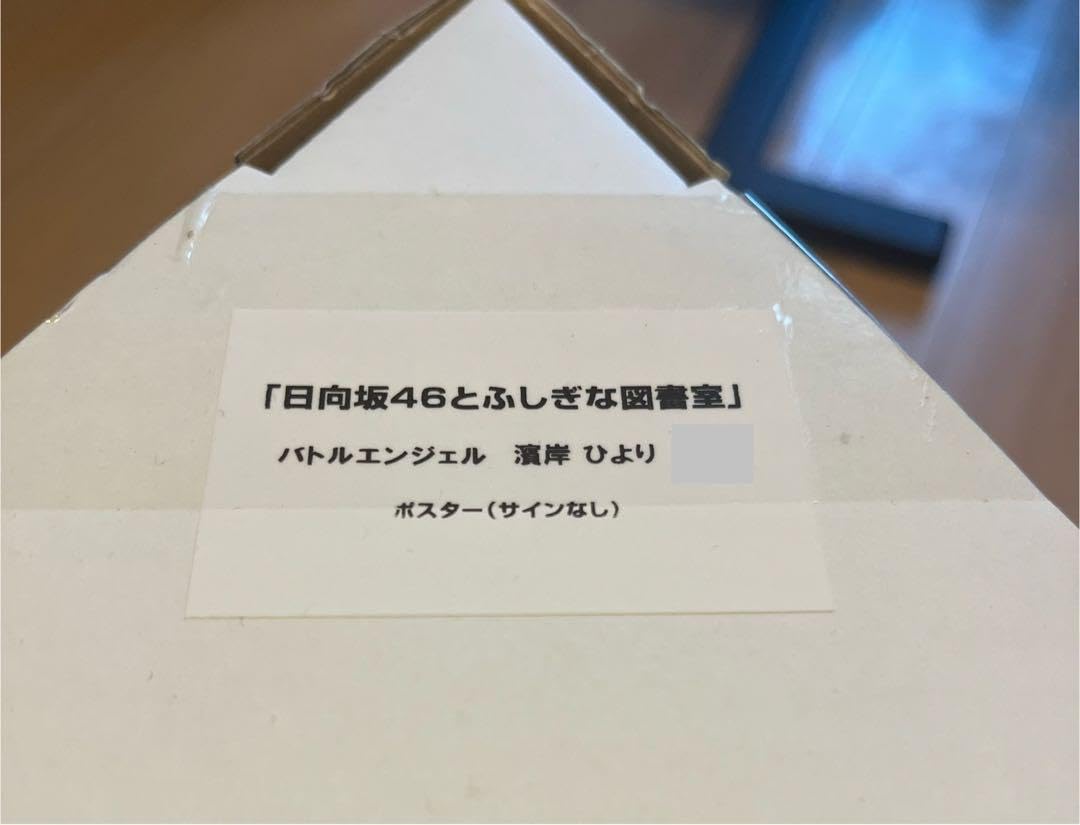 「日向坂46とふしぎな図書室」
バトルエンジェル 濱岸 ひより
ポスター(サインなし)